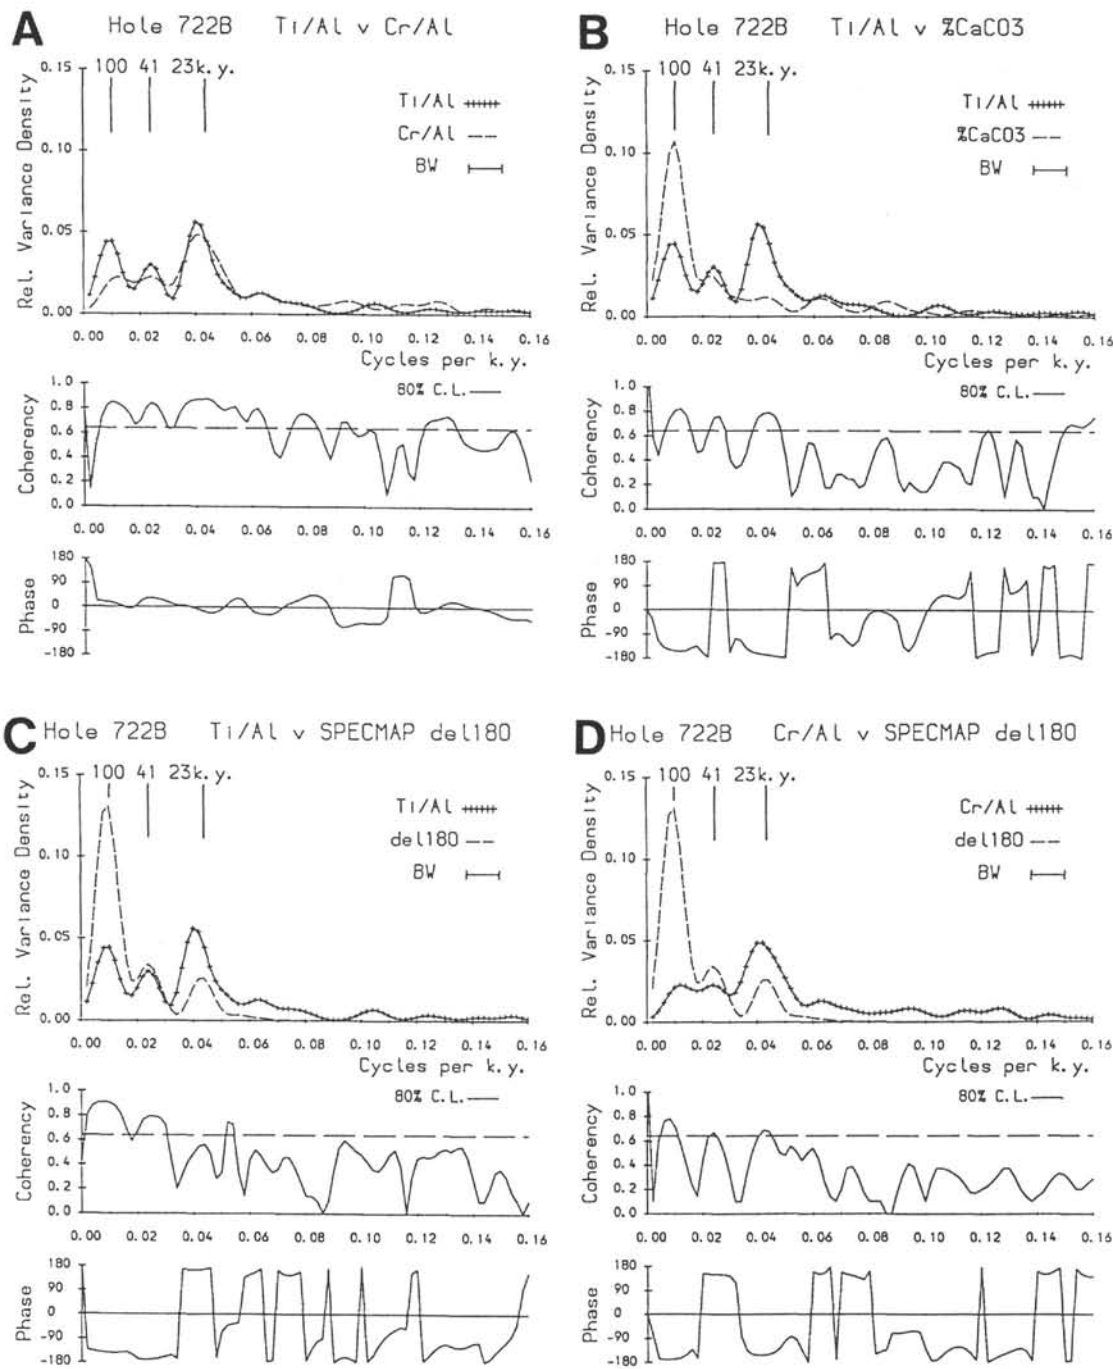 A Hole 722B Ti/Al v Cr/Al
0.15
100 41 23k.y.
Ti/Al
Cr/Al
BW
0.10
0.05
0.00
Rel. Variance Density
0.00 0.02 0.04 0.06 0.08 0.10 0.12 0.14 0.16
Cycles per k.y.
80% C.L.
1.0
0.8
0.6
0.4
0.2
0.0
Coherency
0.00 0.02 0.04 0.06 0.08 0.10 0.12 0.14 0.16
180
90
0
-90
-180
Phase
B Hole 722B Ti/Al v %CaCO3
0.15
100 41 23k.y.
Ti/Al
%CaCO3
BW
0.10
0.05
0.00
Rel. Variance Density
0.00 0.02 0.04 0.06 0.08 0.10 0.12 0.14 0.16
Cycles per k.y.
80% C.L.
1.0
0.8
0.6
0.4
0.2
0.0
Coherency
0.00 0.02 0.04 0.06 0.08 0.10 0.12 0.14 0.16
180
90
0
-90
-180
Phase
C Hole 722B Ti/Al v SPECMAP del180
0.15
100 41 23k.y.
Ti/Al
del180
BW
0.10
0.05
0.00
Rel. Variance Density
0.00 0.02 0.04 0.06 0.08 0.10 0.12 0.14 0.16
Cycles per k.y.
80% C.L.
1.0
0.8
0.6
0.4
0.2
0.0
Coherency
0.00 0.02 0.04 0.06 0.08 0.10 0.12 0.14 0.16
180
90
0
-90
-180
Phase
D Hole 722B Cr/Al v SPECMAP del180
0.15
100 41 23k.y.
Cr/Al
del180
BW
0.10
0.05
0.00
Rel. Variance Density
0.00 0.02 0.04 0.06 0.08 0.10 0.12 0.14 0.16
Cycles per k.y.
80% C.L.
1.0
0.8
0.6
0.4
0.2
0.0
Coherency
0.00 0.02 0.04 0.06 0.08 0.10 0.12 0.14 0.16
180
90
0
-90
-180
Phase